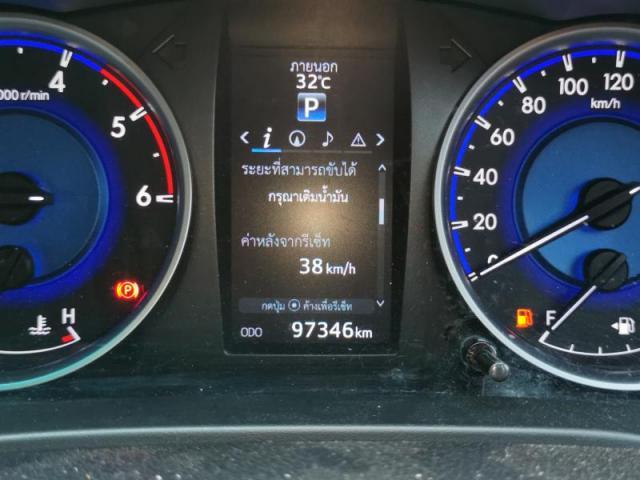 ภายนอก
32°C
P
i
ระยะที่สามารถขับได้
กรุณาเติมน้ำมัน
ค่าหลังจากรีเซ็ท
38 km/h
กดปุ่ม ค้างเพื่อรีเซ็ท
ODO 97346 km
4
000 r/min
5
6
(P)
H
0
20
40
60
80
100
120
km/h
F